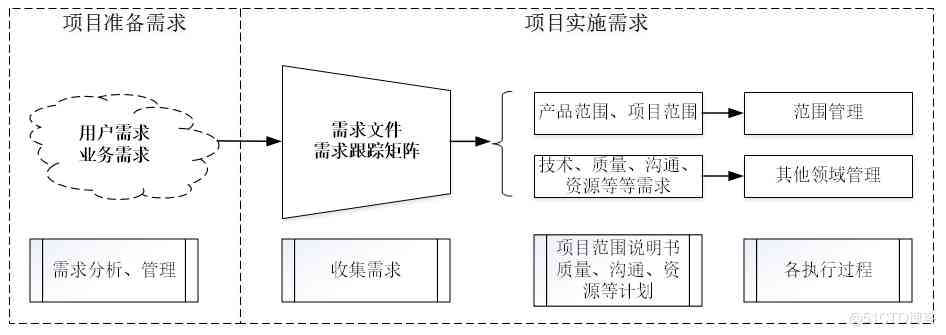 项目准备需求
项目实施需求
用户需求
业务需求
需求文件
需求跟踪矩阵
产品范围、项目范围
范围管理
技术、质量、沟通、
资源等等需求
其他领域管理
需求分析、管理
收集需求
项目范围说明书
质量、沟通、资
源等计划
各执行过程
@51CTO博客